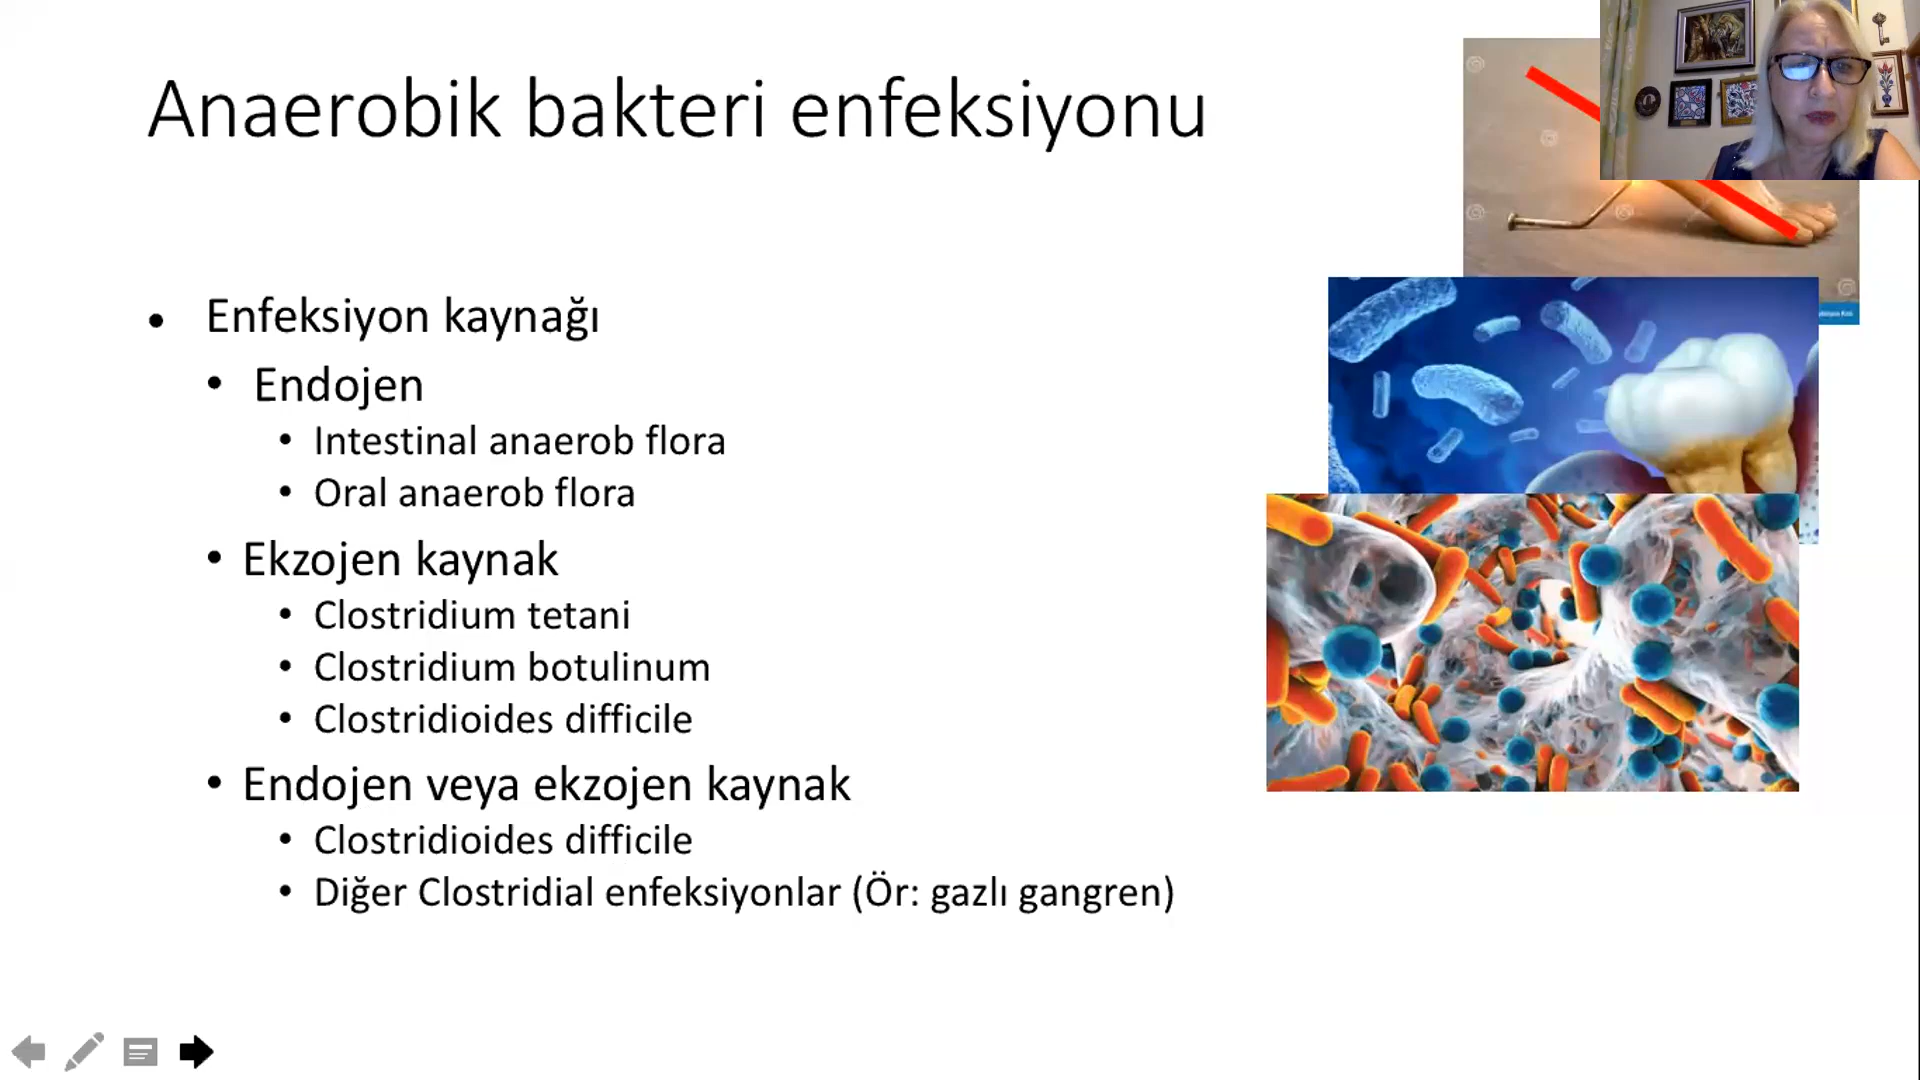 Anaerobik bakteri enfeksiyonu
• Enfeksiyon kaynağı
• Endojen
• Intestinal anaerob flora
• Oral anaerob flora
• Ekzojen kaynak
• Clostridium tetani
• Clostridium botulinum
• Clostridioides difficile
• Endojen veya ekzojen kaynak
• Clostridioides difficile
• Diğer Clostridial enfeksiyonlar (Ör: gazlı gangren)